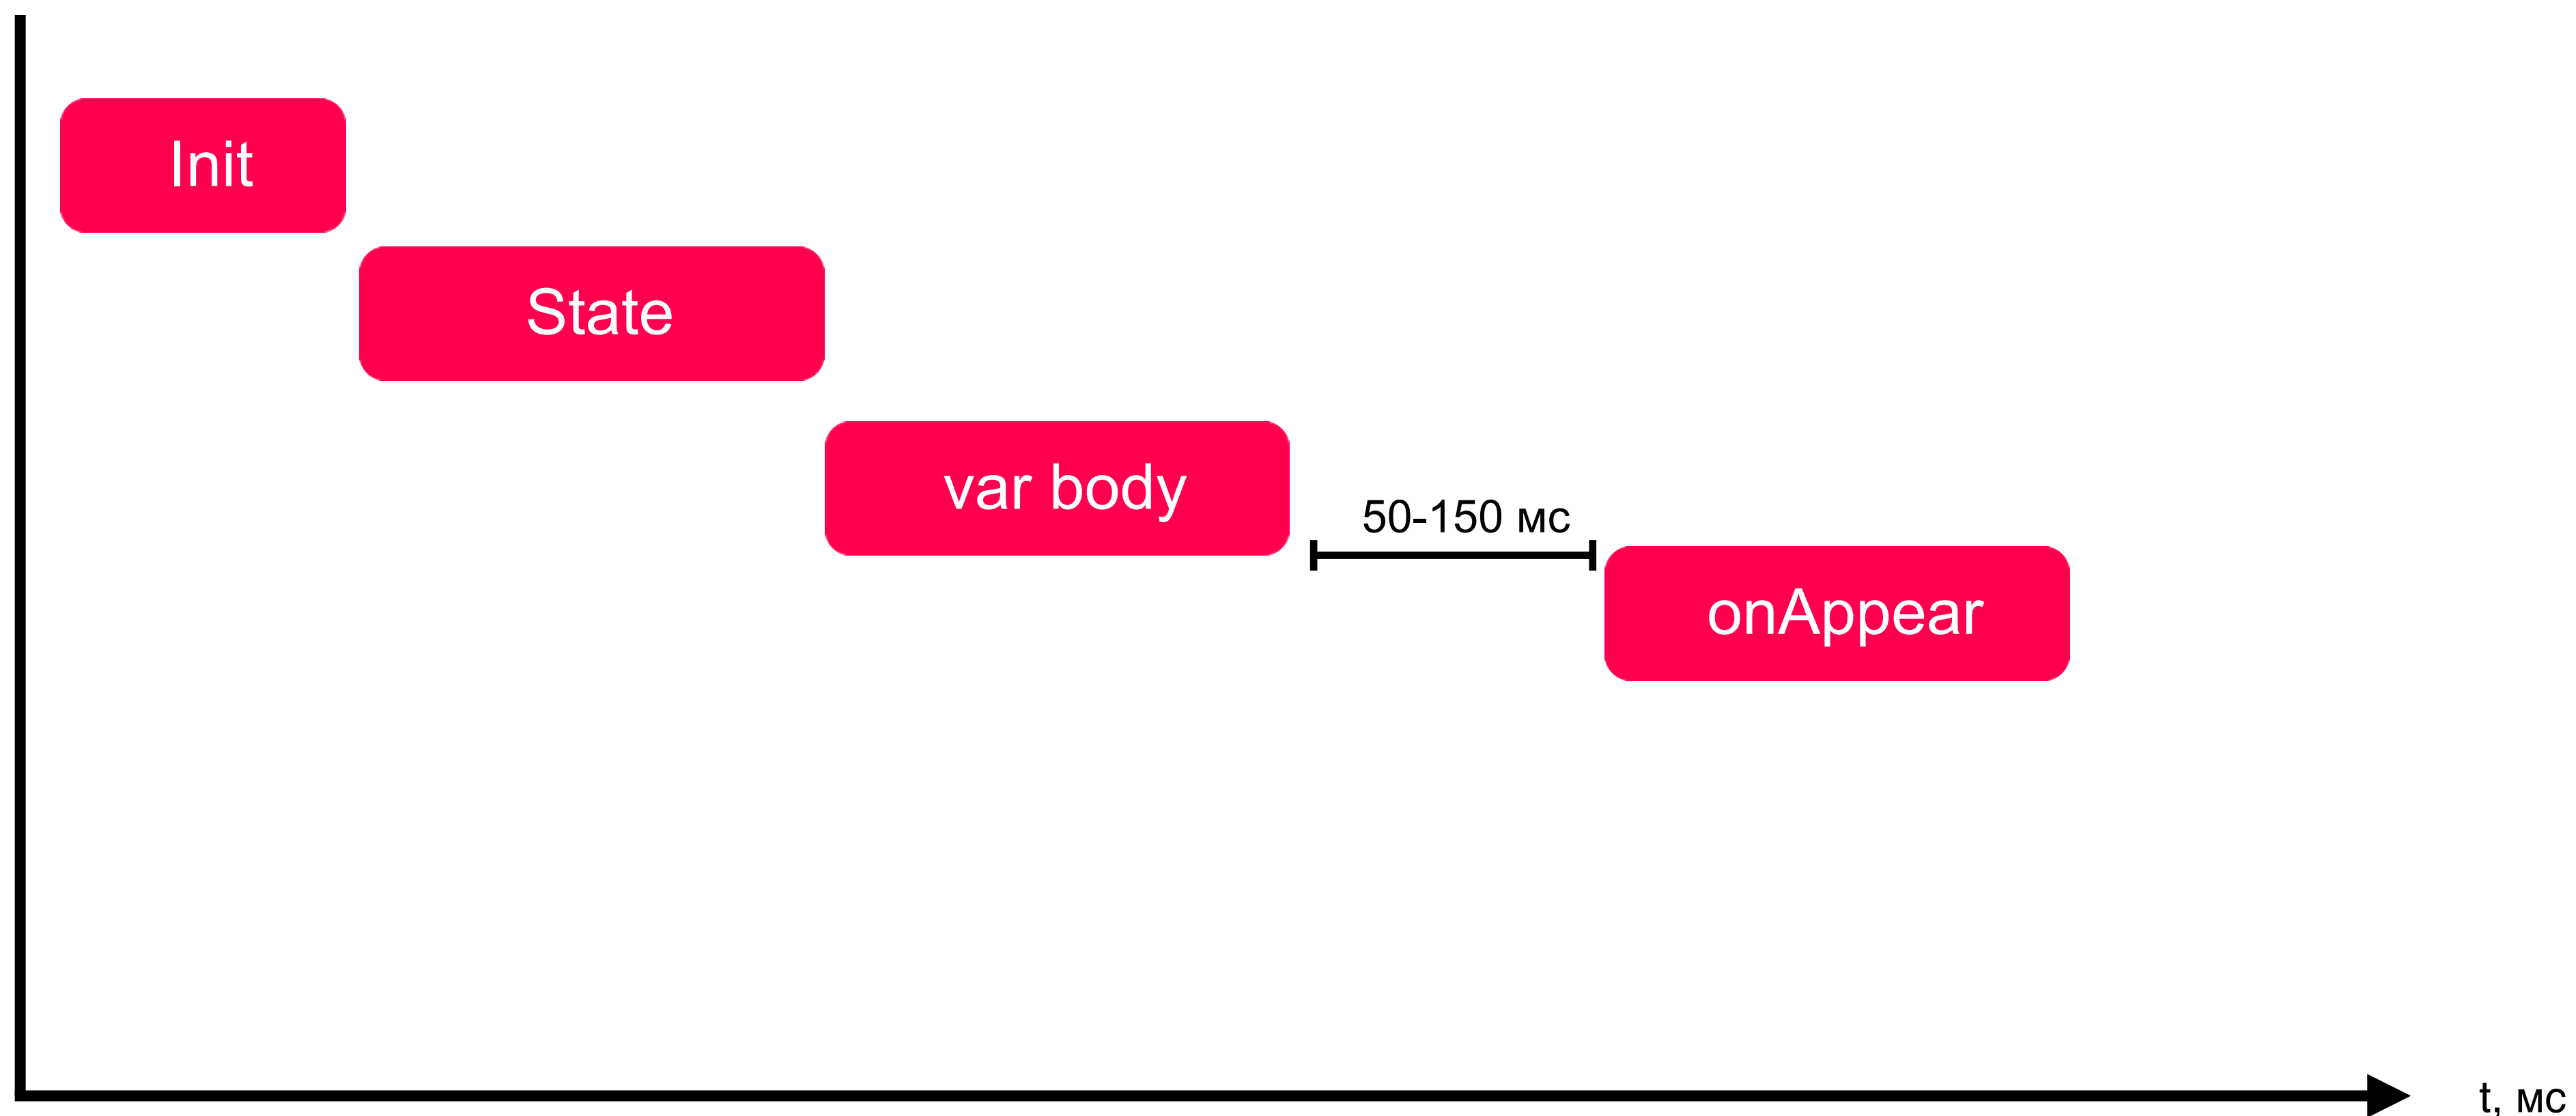 Init
State
var body
50-150 мс
onAppear
t, мс